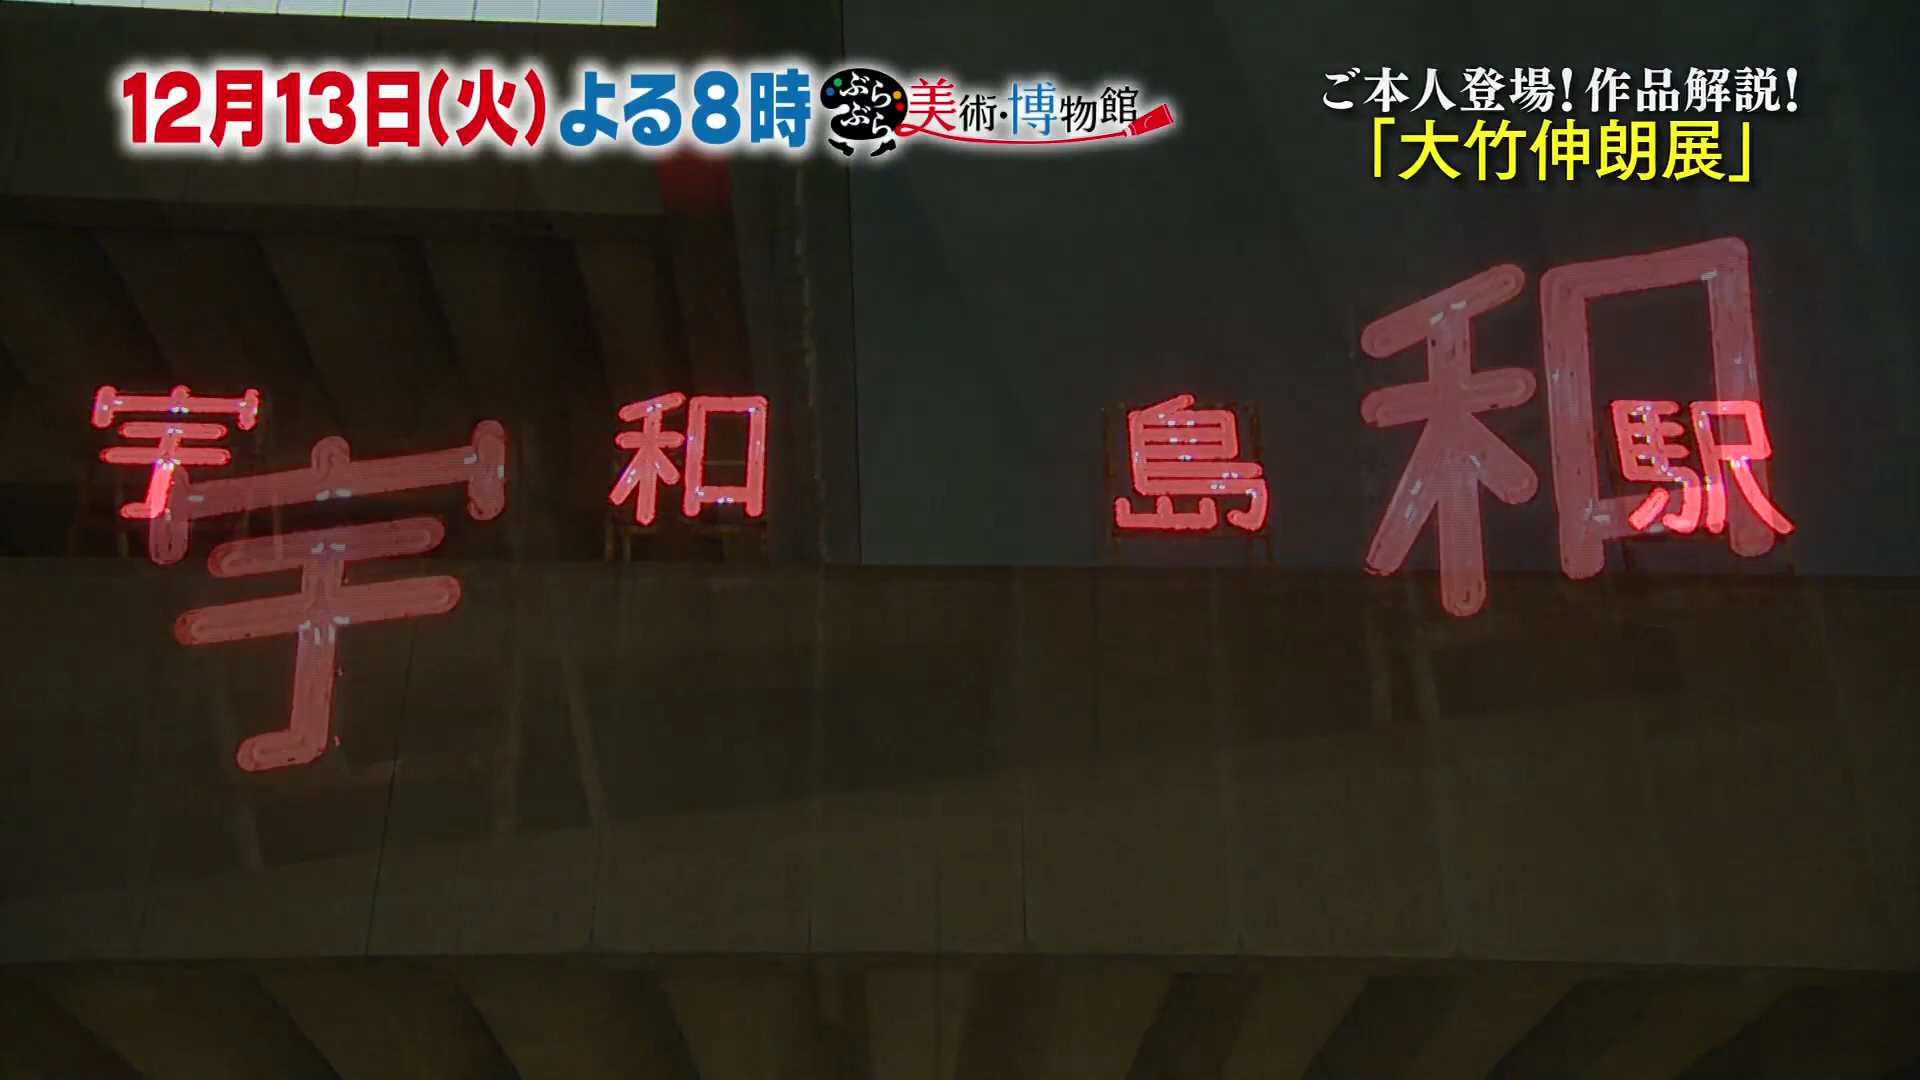 12月13日(火)よる8時
ぶらぶら美術・博物館
ご本人登場!作品解説!
「大竹伸朗展」
宇和島駅
宇和